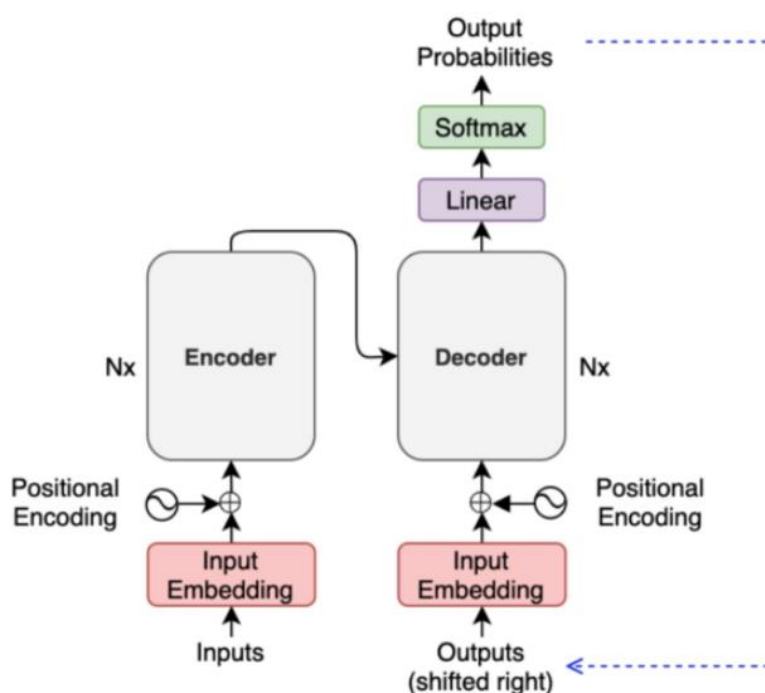 Output
Probabilities
Softmax
Linear
Encoder
Decoder
Nx
Nx
Positional
Encoding
Positional
Encoding
Input
Embedding
Input
Embedding
Inputs
Outputs
(shifted right)